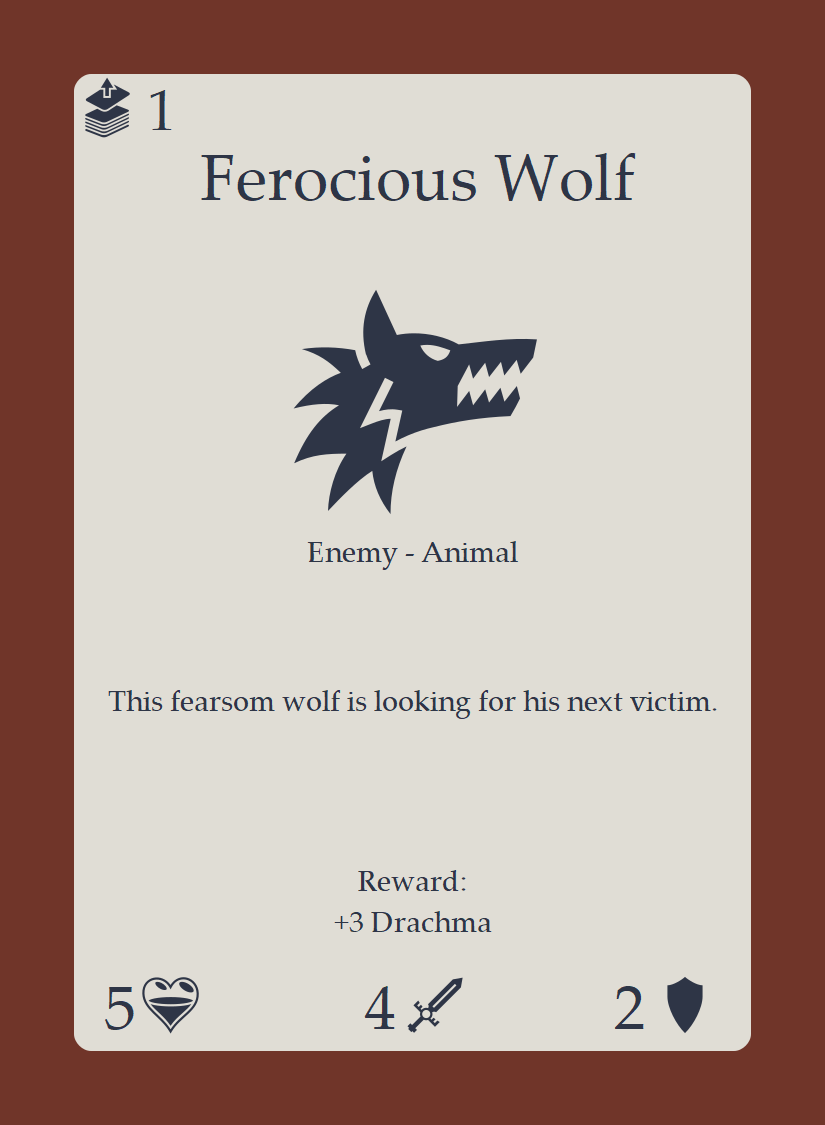 1
Ferocious Wolf
Enemy - Animal
This fearsom wolf is looking for his next victim.
Reward:
+3 Drachma
5 4 2